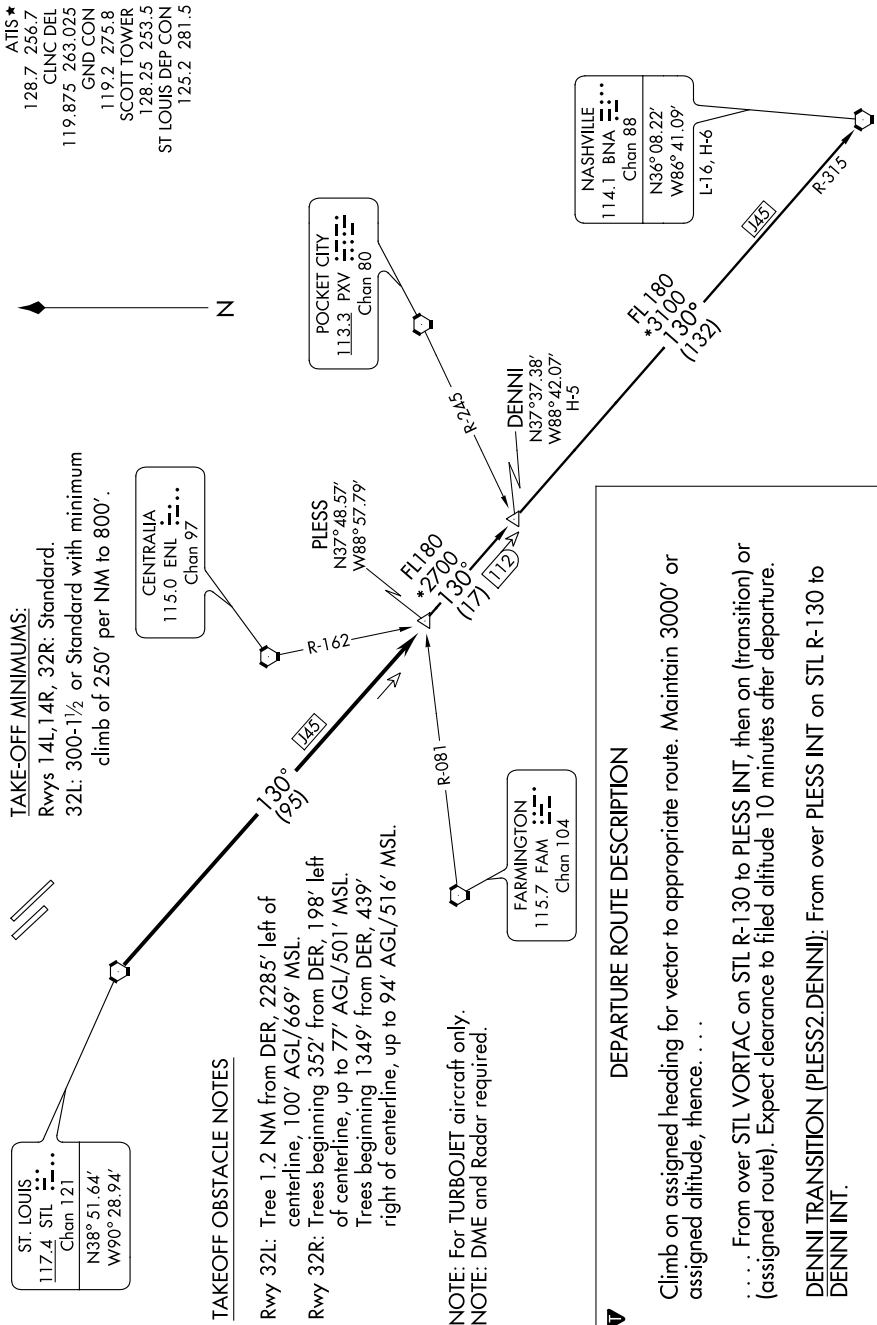 ATIS ★
128.7 256.7
CLNC DEL
119.875 263.025
GND CON
119.2 275.8
SCOTT TOWER
128.25 253.5
ST LOUIS DEP CON
125.2 281.5
TAKE-OFF MINIMUMS:
Rwys 14L,14R, 32R: Standard.
32L: 300-1½ or Standard with minimum
climb of 250' per NM to 800'.
N
ST. LOUIS
117.4 STL
Chan 121
N38° 51.64'
W90° 28.94'
CENTRALIA
115.0 ENL
Chan 97
POCKET CITY
113.3 PXV
Chan 80
NASHVILLE
114.1 BNA
Chan 88
N36° 08.22'
W86° 41.09'
L-16, H-6
FARMINGTON
115.7 FAM
Chan 104
130°
(95)
J45
R-162
R-081
PLESS
N37° 48.57'
W88° 57.79'
FL180
*2700
130°
(17)
112
R-245
DENNI
N37° 37.38'
W88° 42.07'
H-5
FL 180
*3100
130°
(132)
J45
R-315
TAKEOFF OBSTACLE NOTES
Rwy 32L: Tree 1.2 NM from DER, 2285' left of
centerline, 100' AGL/669' MSL.
Rwy 32R: Trees beginning 352' from DER, 198' left
of centerline, up to 77' AGL/501' MSL.
Trees beginning 1349' from DER, 439'
right of centerline, up to 94' AGL/516' MSL.
NOTE: For TURBOJET aircraft only.
NOTE: DME and Radar required.
T
DEPARTURE ROUTE DESCRIPTION
Climb on assigned heading for vector to appropriate route. Maintain 3000' or
assigned altitude, thence. . . .
. . . . From over STL VORTAC on STL R-130 to PLESS INT, then on (transition) or
(assigned route). Expect clearance to filed altitude 10 minutes after departure.
DENNI TRANSITION (PLESS2.DENNI): From over PLESS INT on STL R-130 to
DENNI INT.